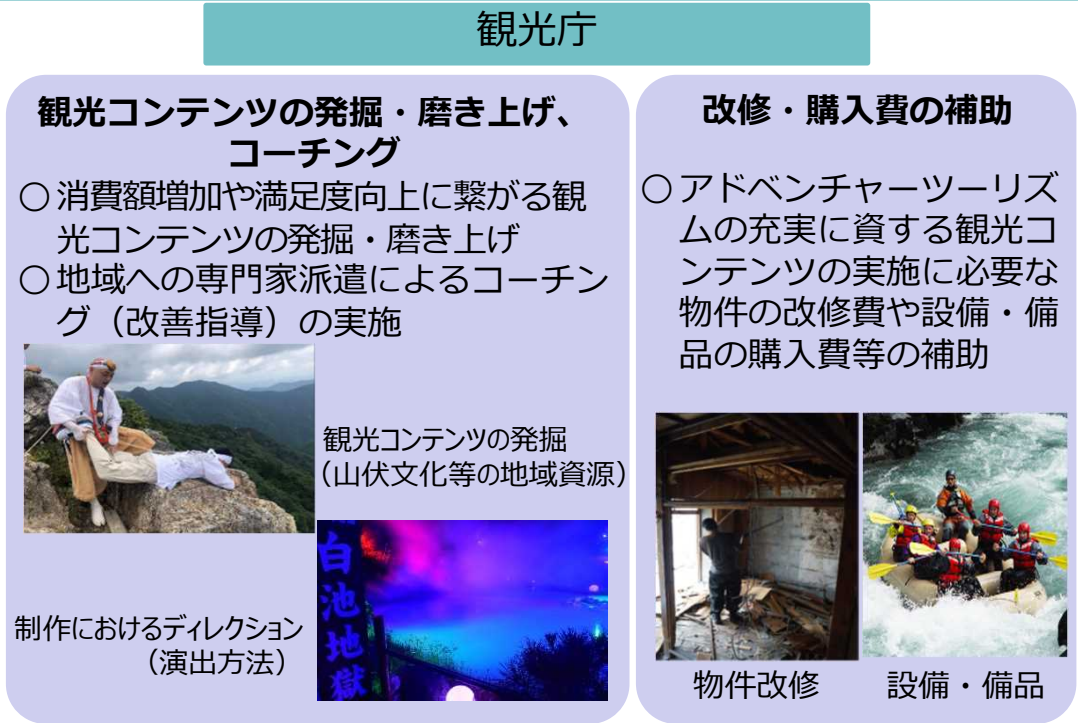 観光庁
観光コンテンツの発掘・磨き上げ、
コーチング
○消費額増加や満足度向上に繋がる観
光コンテンツの発掘・磨き上げ
○地域への専門家派遣によるコーチン
グ（改善指導）の実施
観光コンテンツの発掘
（山伏文化等の地域資源）
白池地獄
制作におけるディレクション
（演出方法）
改修・購入費の補助
○アドベンチャーツーリズ
ムの充実に資する観光コ
ンテンツの実施に必要な
物件の改修費や設備・備
品の購入費等の補助
物件改修
設備・備品